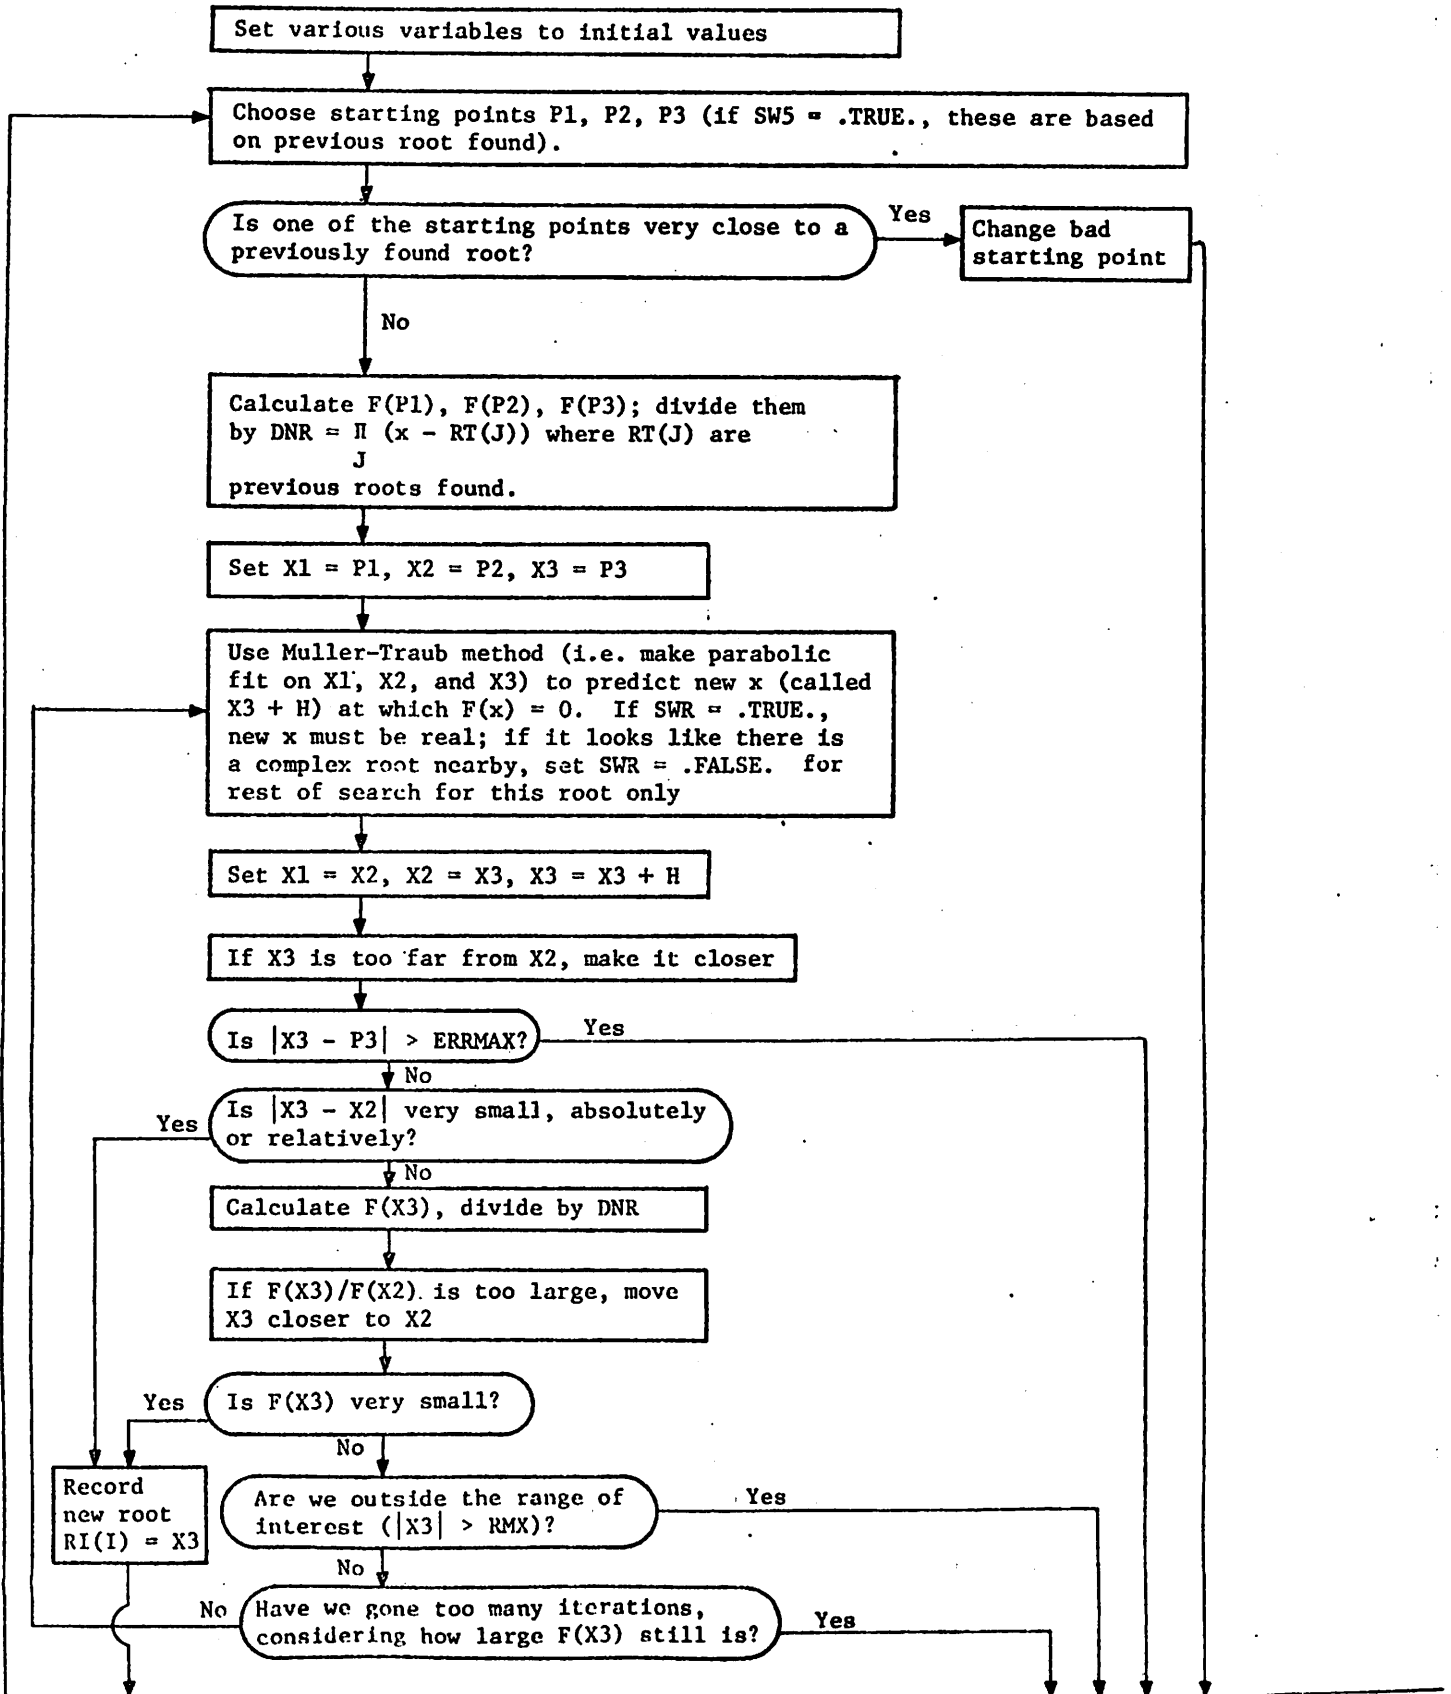 Set various variables to initial values
Choose starting points P1, P2, P3 (if SW5 = .TRUE., these are based
on previous root found).
Is one of the starting points very close to a
previously found root?
Yes
Change bad
starting point
No
Calculate F(P1), F(P2), F(P3); divide them
by DNR = Π (x - RT(J)) where RT(J) are
J
previous roots found.
Set X1 = P1, X2 = P2, X3 = P3
Use Muller-Traub method (i.e. make parabolic
fit on X1, X2, and X3) to predict new x (called
X3 + H) at which F(x) = 0. If SWR = .TRUE.,
new x must be real; if it looks like there is
a complex root nearby, set SWR = .FALSE. for
rest of search for this root only
Set X1 = X2, X2 = X3, X3 = X3 + H
If X3 is too far from X2, make it closer
Is |X3 - P3| > ERRMAX?
Yes
No
Is |X3 - X2| very small, absolutely
or relatively?
Yes
No
Calculate F(X3), divide by DNR
If F(X3)/F(X2) is too large, move
X3 closer to X2
Is F(X3) very small?
Yes
No
Record
new root
RI(I) = X3
Are we outside the range of
interest (|X3| > RMX)?
Yes
No
Have we gone too many iterations,
considering how large F(X3) still is?
No
Yes